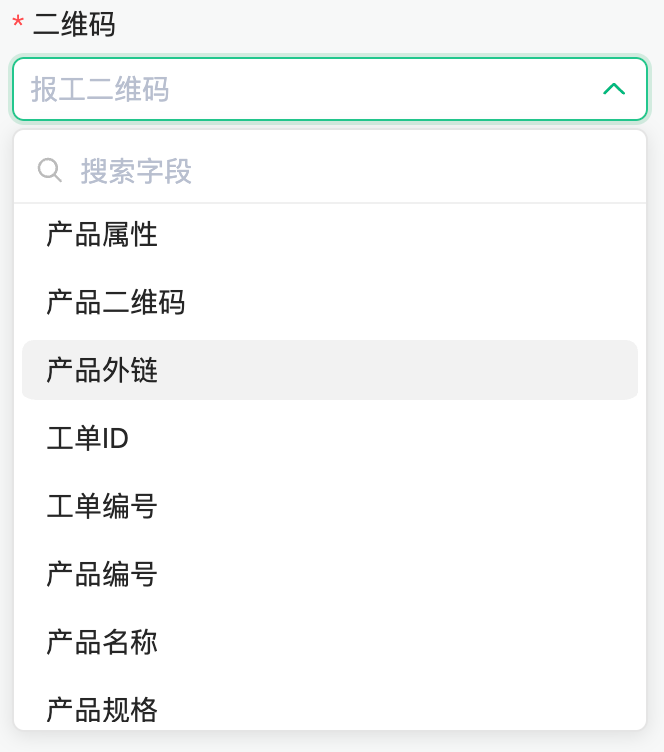 * 二维码
报工二维码
搜索字段
产品属性
产品二维码
产品外链
工单ID
工单编号
产品编号
产品名称
产品规格